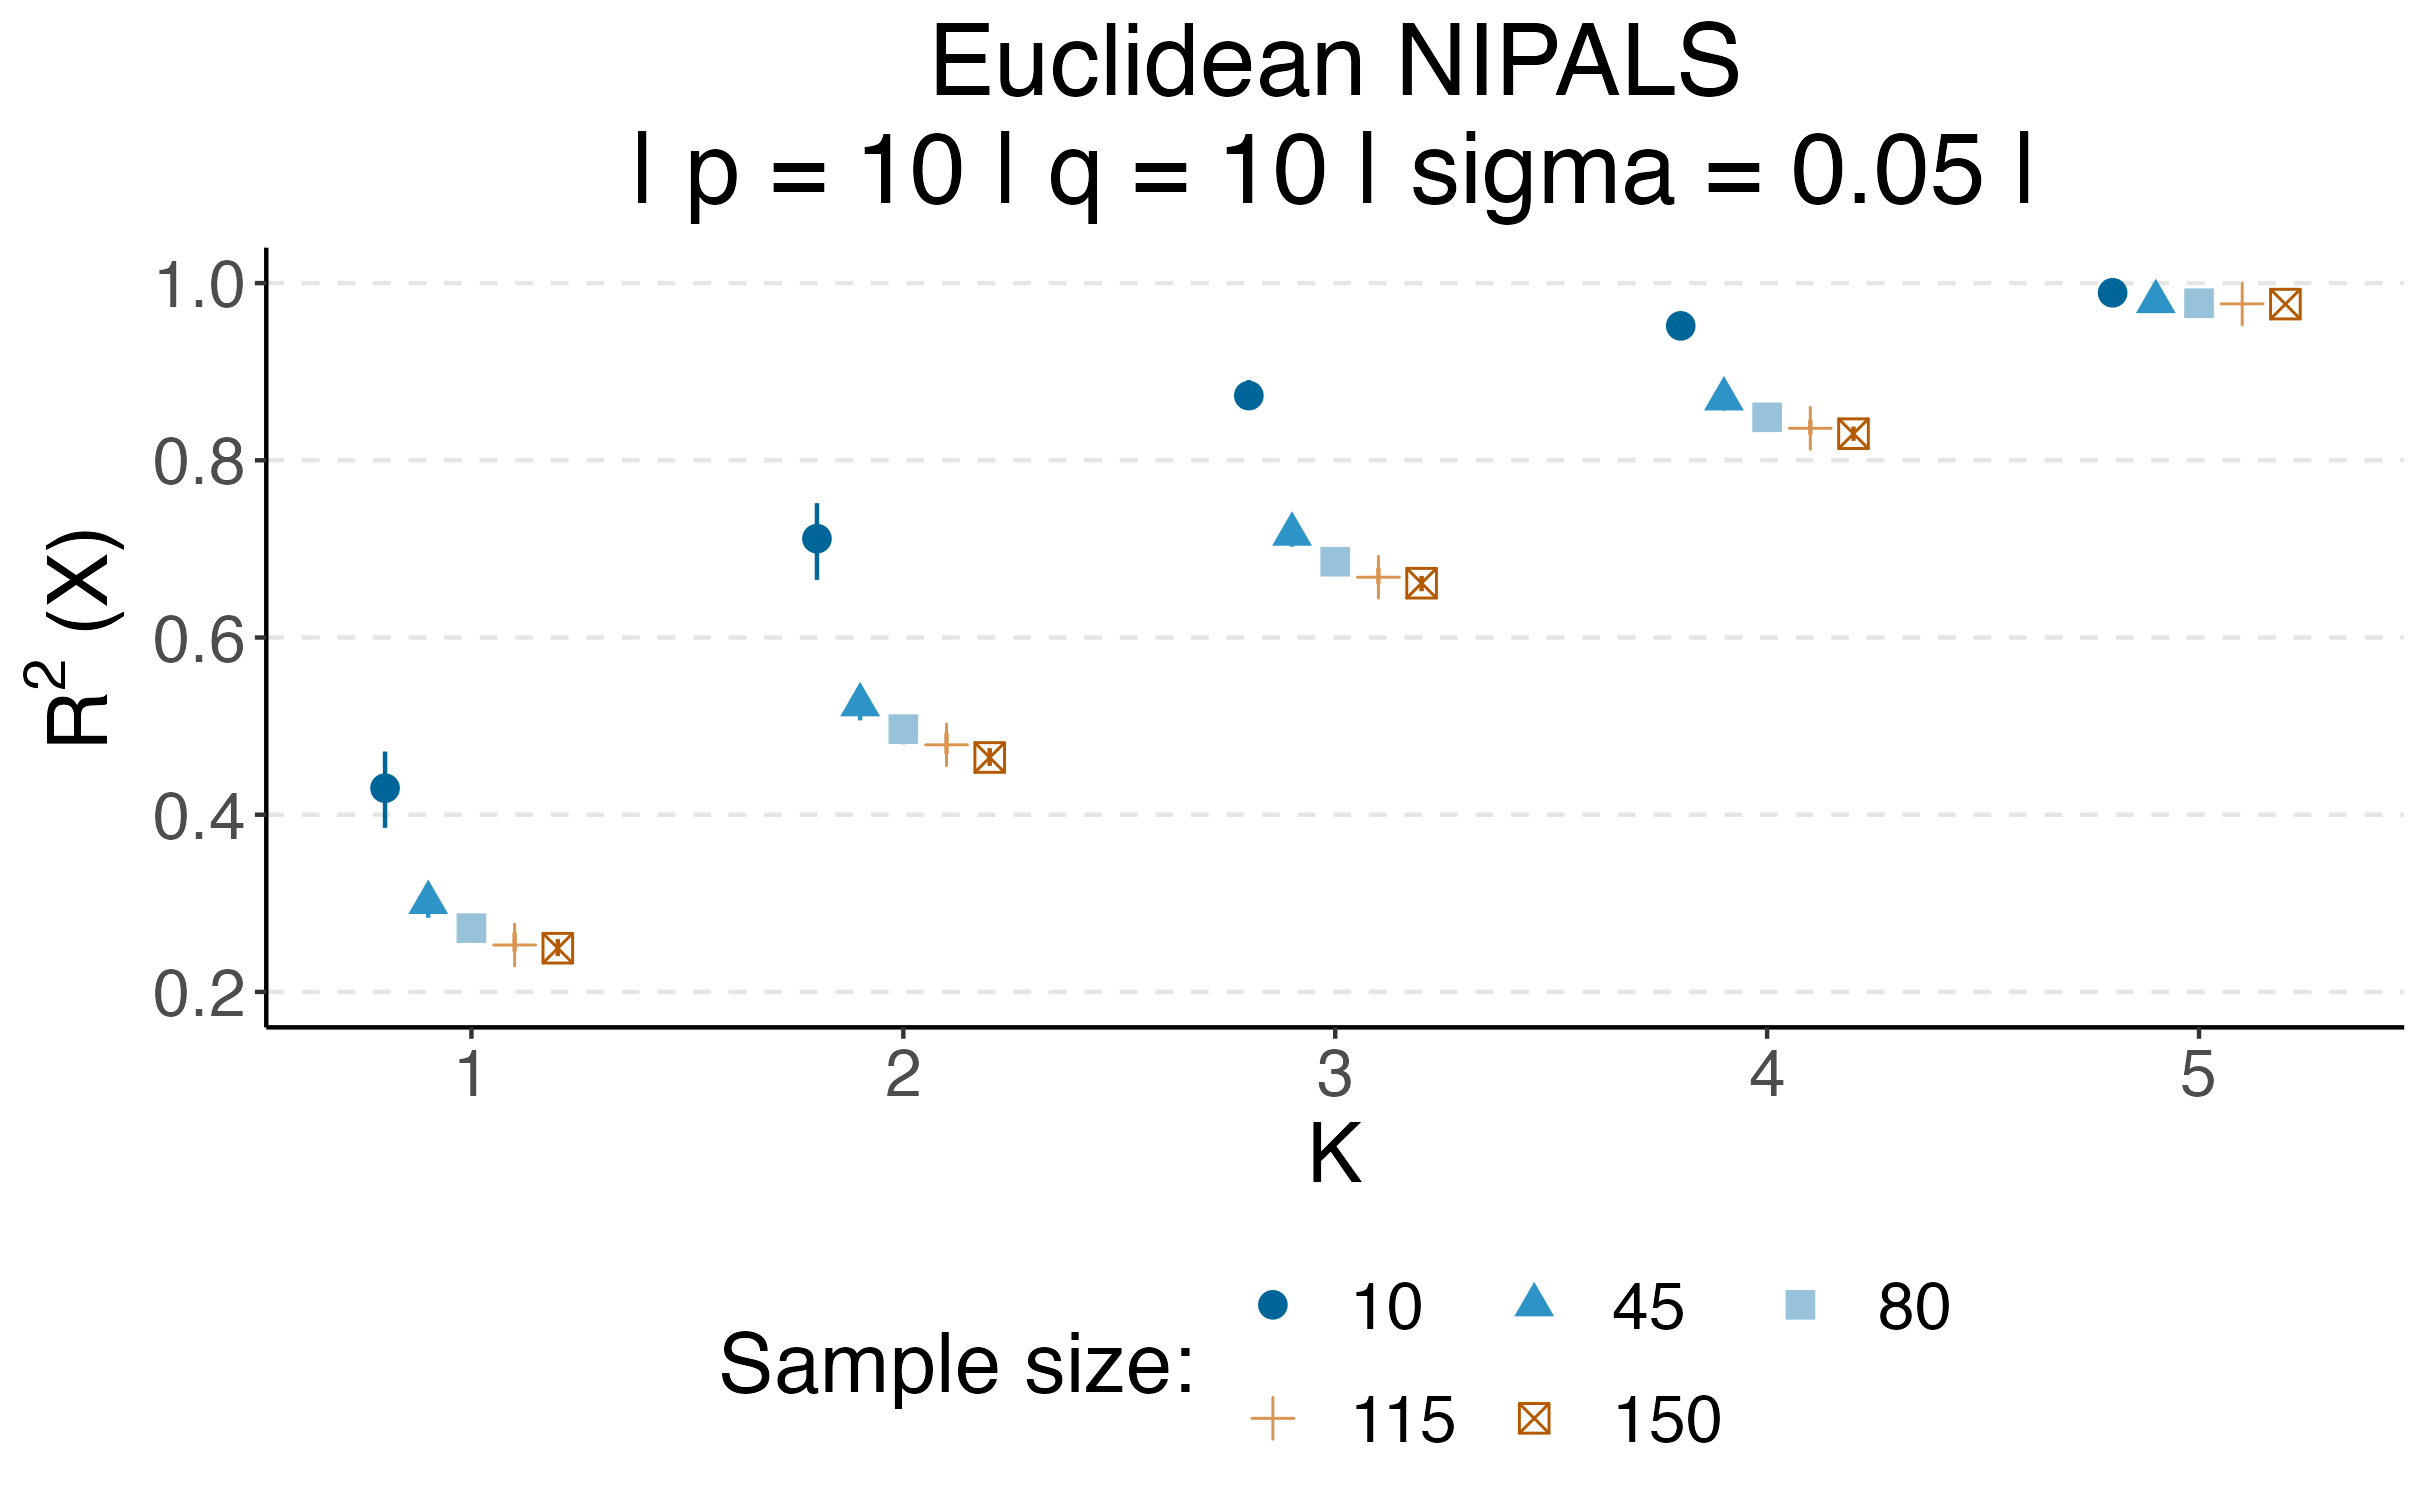 Euclidean NIPALS
| p = 10 | q = 10 | sigma = 0.05 |
R² (X)
1.0
0.8
0.6
0.4
0.2
1 2 3 4 5
K
Sample size:
10 45 80
115 150